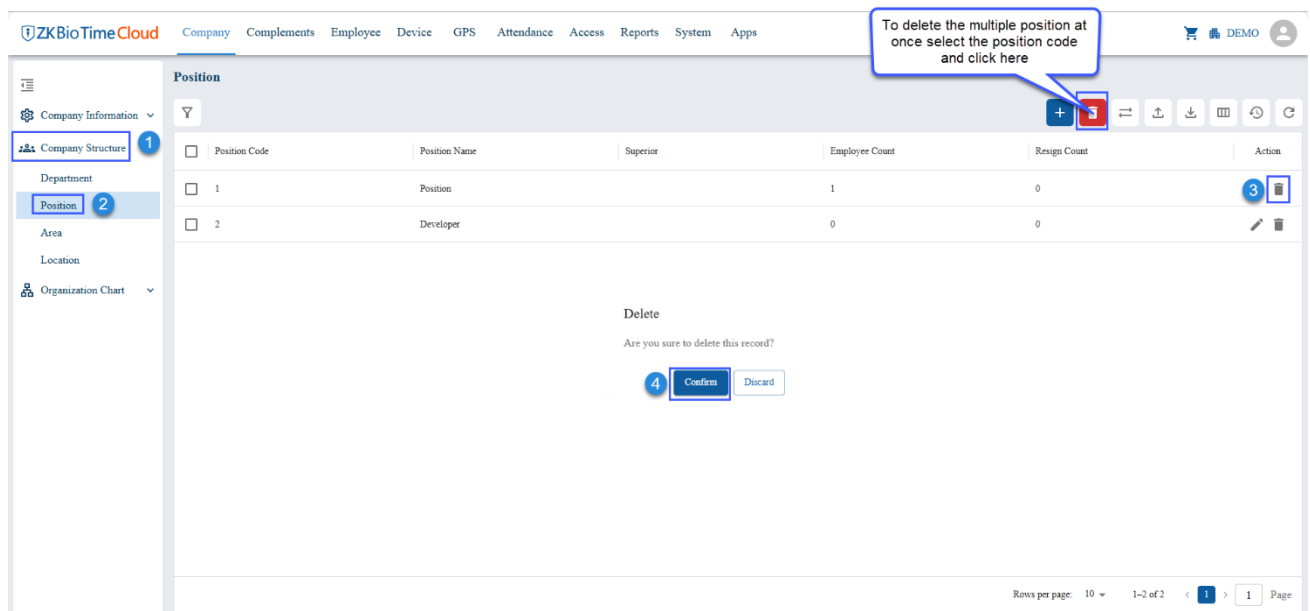 ZKBioTime Cloud Company Complements Employee Device GPS Attendance Access Reports System Apps DEMO
To delete the multiple position at
once select the position code
and click here
Position
Company Information
Company Structure 1
Department
Position 2
Area
Location
Organization Chart
Position Code Position Name Superior Employee Count Resign Count Action
1 Position 1 0 3
2 Developer 0 0
Delete
Are you sure to delete this record?
4 Confirm Discard
Rows per page: 10 1–2 of 2 < 1 > 1 Page